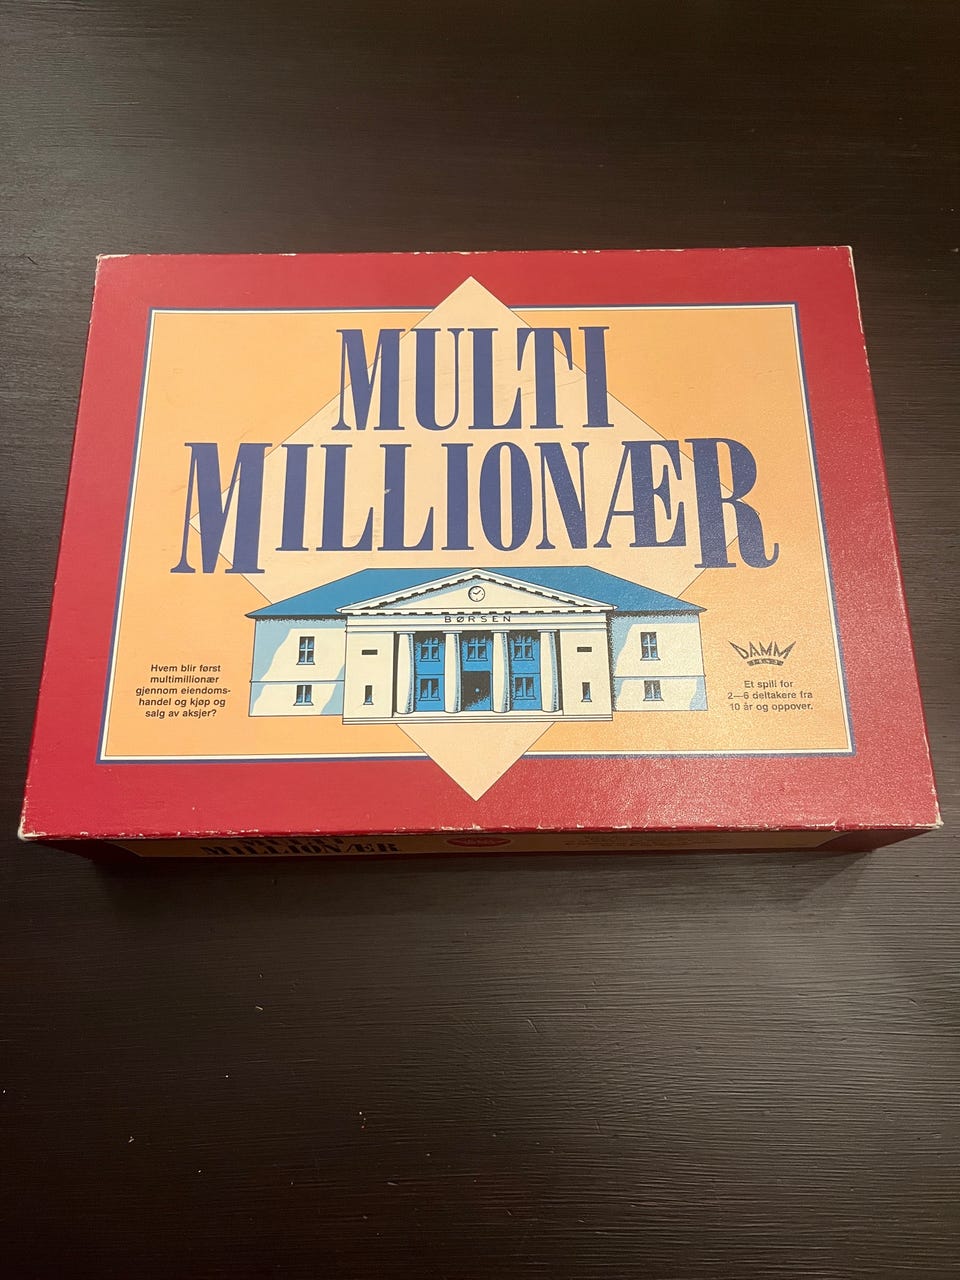 MULTI
MILLIONÆR
BØRSEN
Hvem blir først
multimillionær
gjennom eiendoms-
handel og kjøp og
salg av aksjer?
DAMM
Et spill for
2—6 deltakere fra
10 år og oppover.
MULTI
MILLIONÆR